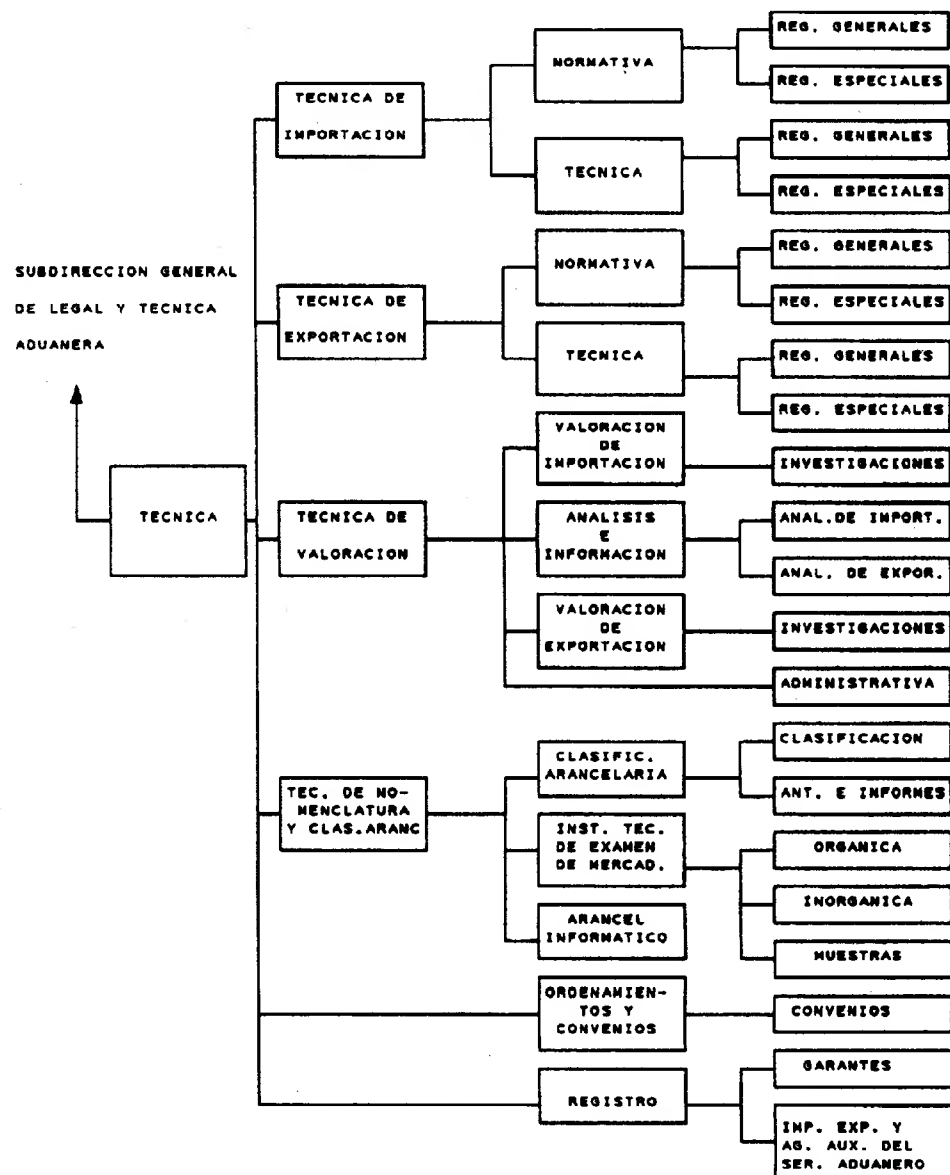 SUBDIRECCION GENERAL
DE LEGAL Y TECNICA
ADUANERA
TECNICA
TECNICA DE
IMPORTACION
NORMATIVA
REG. GENERALES
REG. ESPECIALES
TECNICA
REG. GENERALES
REG. ESPECIALES
TECNICA DE
EXPORTACION
NORMATIVA
REG. GENERALES
REG. ESPECIALES
TECNICA
REG. GENERALES
REG. ESPECIALES
TECNICA DE
VALORACION
VALORACION
DE
IMPORTACION
INVESTIGACIONES
ANALISIS
E
INFORMACION
ANAL.DE IMPORT.
ANAL. DE EXPOR.
VALORACION
DE
EXPORTACION
INVESTIGACIONES
ADMINISTRATIVA
TEC. DE NO-
MENCLATURA
Y CLAS.ARANC
CLASIFIC.
ARANCELARIA
CLASIFICACION
ANT. E INFORMES
INST. TEC.
DE EXAMEN
DE MERCAD.
ORGANICA
INORGANICA
MUESTRAS
ARANCEL
INFORMATICO
ORDENAMIEN-
TOS Y
CONVENIOS
CONVENIOS
REGISTRO
GARANTES
IMP. EXP. Y
AG. AUX. DEL
SER. ADUANERO